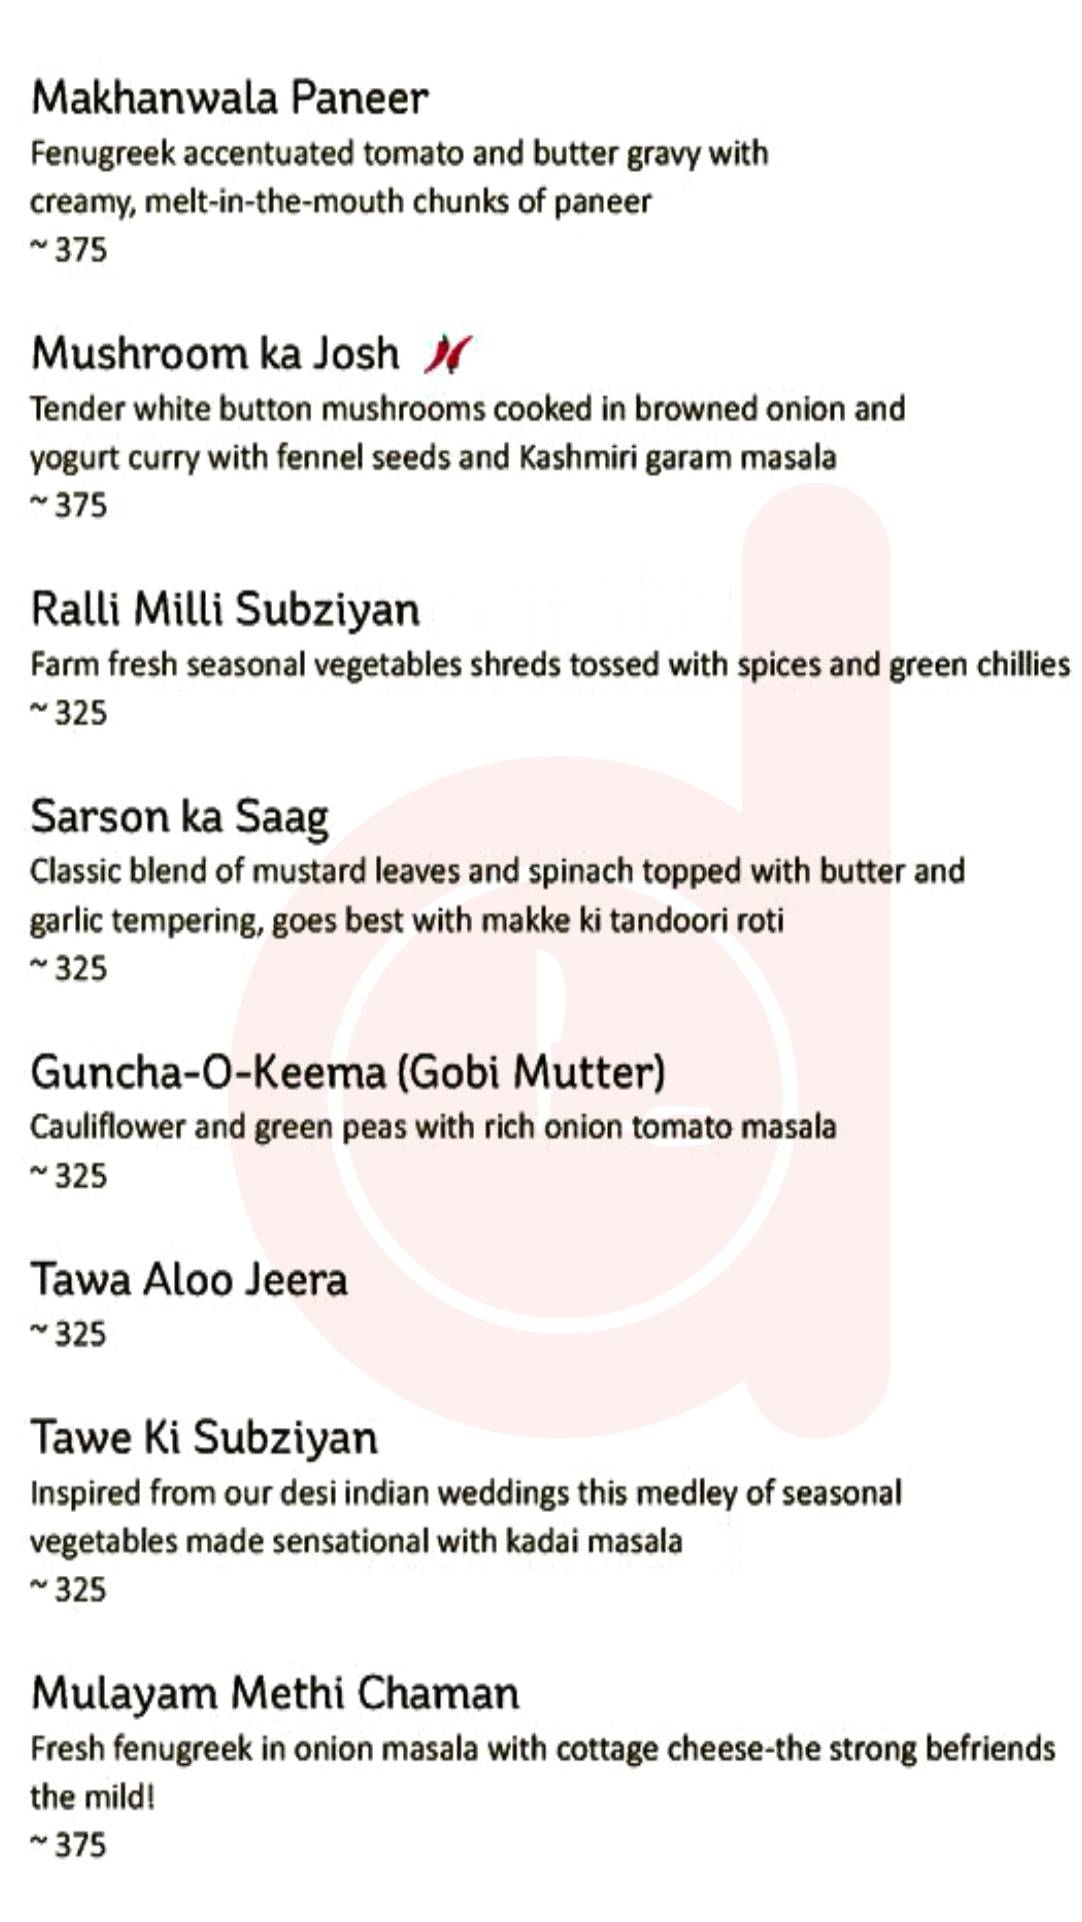 Makhanwala Paneer
Fenugreek accentuated tomato and butter gravy with
creamy, melt-in-the-mouth chunks of paneer
~ 375
Mushroom ka Josh
Tender white button mushrooms cooked in browned onion and
yogurt curry with fennel seeds and Kashmiri garam masala
~ 375
Ralli Milli Subziyan
Farm fresh seasonal vegetables shreds tossed with spices and green chillies
~ 325
Sarson ka Saag
Classic blend of mustard leaves and spinach topped with butter and
garlic tempering, goes best with makke ki tandoori roti
~ 325
Guncha-O-Keema (Gobi Mutter)
Cauliflower and green peas with rich onion tomato masala
~ 325
Tawa Aloo Jeera
~ 325
Tawe Ki Subziyan
Inspired from our desi indian weddings this medley of seasonal
vegetables made sensational with kadai masala
~ 325
Mulayam Methi Chaman
Fresh fenugreek in onion masala with cottage cheese-the strong befriends
the mild!
~ 375